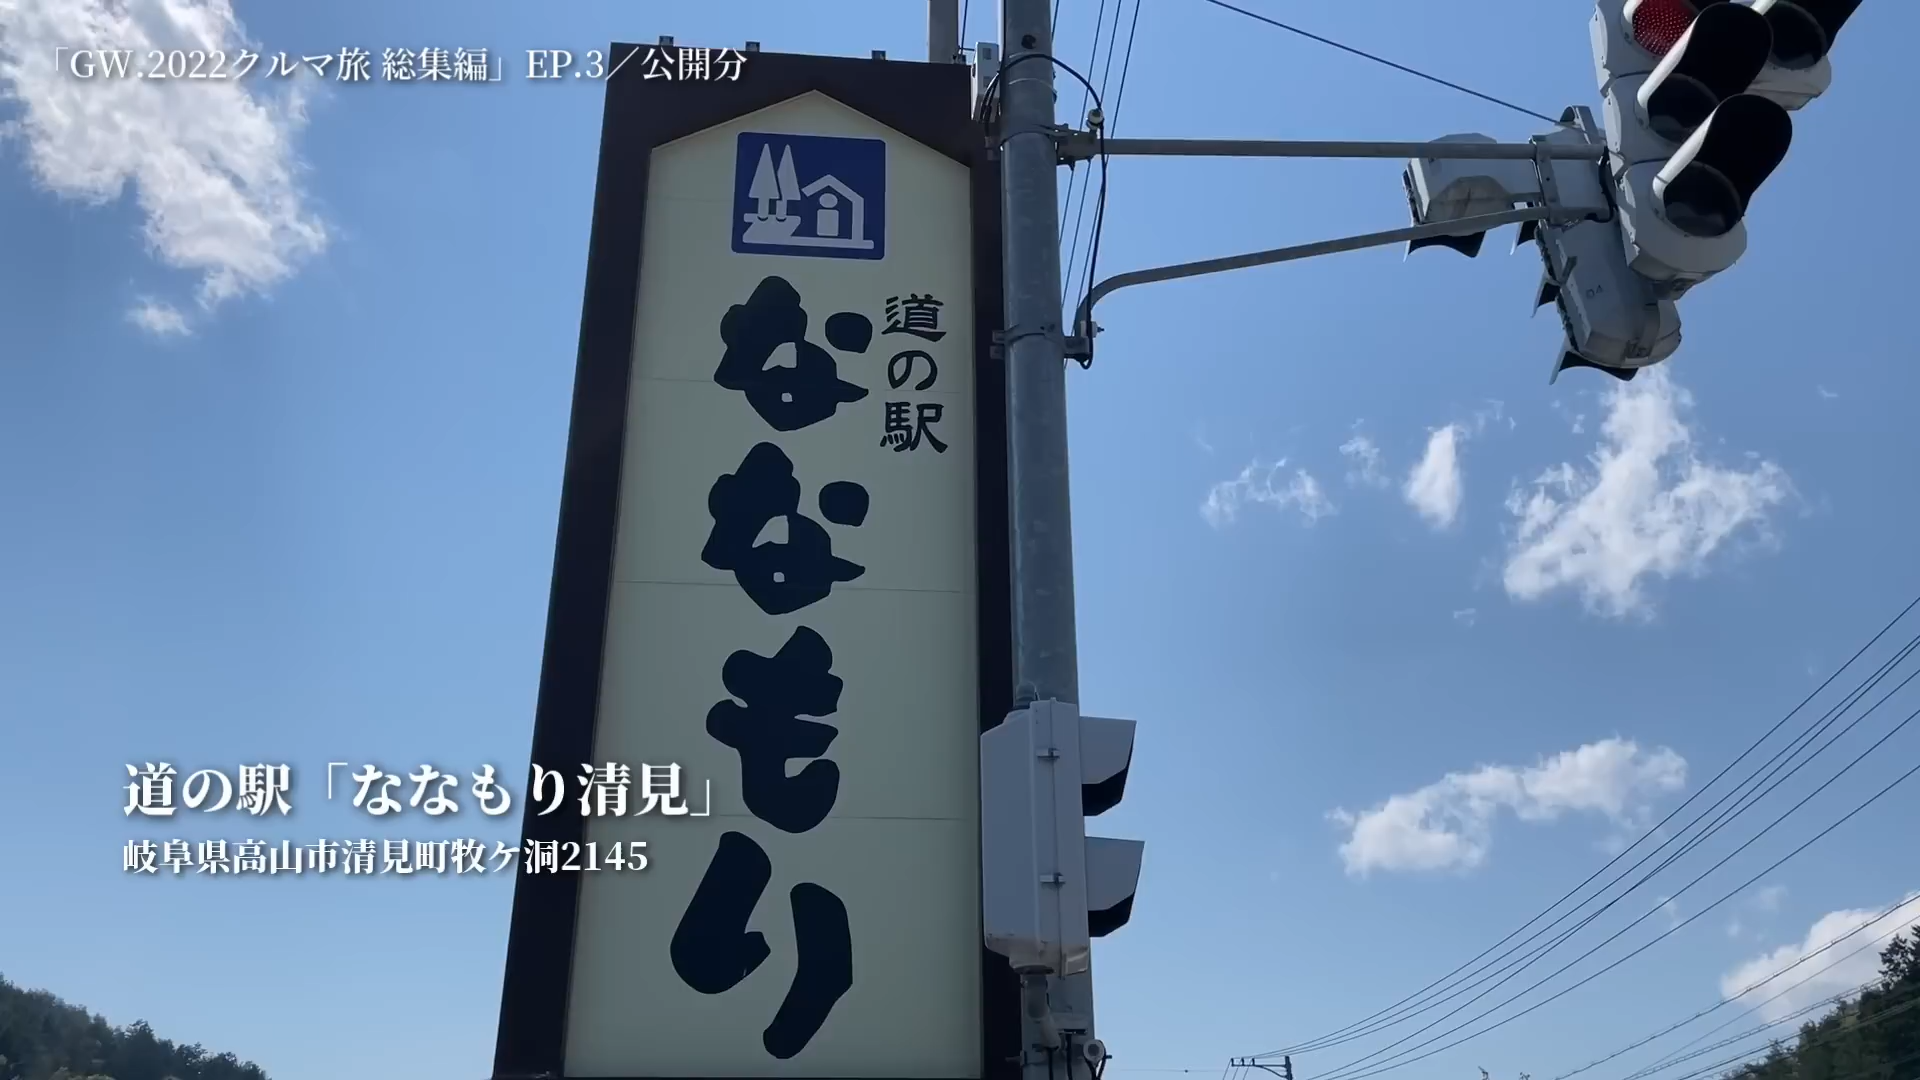 「GW.2022クルマ旅 総集編」EP.3／公開分
道の駅
ななもり
道の駅「ななもり清見」
岐阜県高山市清見町牧ケ洞2145